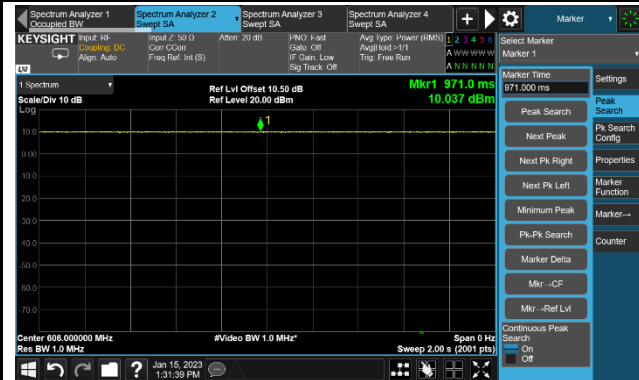 Spectrum Analyzer 1
Occupied BW
Spectrum Analyzer 2
Swept SA
Spectrum Analyzer 3
Swept SA
Spectrum Analyzer 4
Swept SA
+
Marker
KEYSIGHT
Input: RF
Coupling: DC
Align: Auto
Input Z: 50 Ω
Corr CCorr
Freq Ref: Int (S)
Atten: 20 dB
PNO: Fast
Gate: Off
IF Gain: Low
Sig Track: Off
Avg Type: Power (RMS)
Avg|Hold:>1/1
Trig: Free Run
1 2 3 4 5 6
A W W W W W
A N N N N N
LXI
Select Marker
Marker 1
1 Spectrum
Scale/Div 10 dB
Log
Ref Lvl Offset 10.50 dB
Ref Level 20.00 dBm
Mkr1 971.0 ms
10.037 dBm
1
10.0
0.00
-10.0
-20.0
-30.0
-40.0
-50.0
-60.0
-70.0
Center 606.000000 MHz
Res BW 1.0 MHz
#Video BW 1.0 MHz*
Span 0 Hz
Sweep 2.00 s (2001 pts)
Marker Time
971.000 ms
Peak Search
Next Peak
Next Pk Right
Next Pk Left
Minimum Peak
Pk-Pk Search
Marker Delta
Mkr→CF
Mkr→Ref Lvl
Continuous Peak
Search
On
Off
Settings
Peak
Search
Pk Search
Config
Properties
Marker
Function
Marker→
Counter
?
Jan 15, 2023
1:31:39 PM